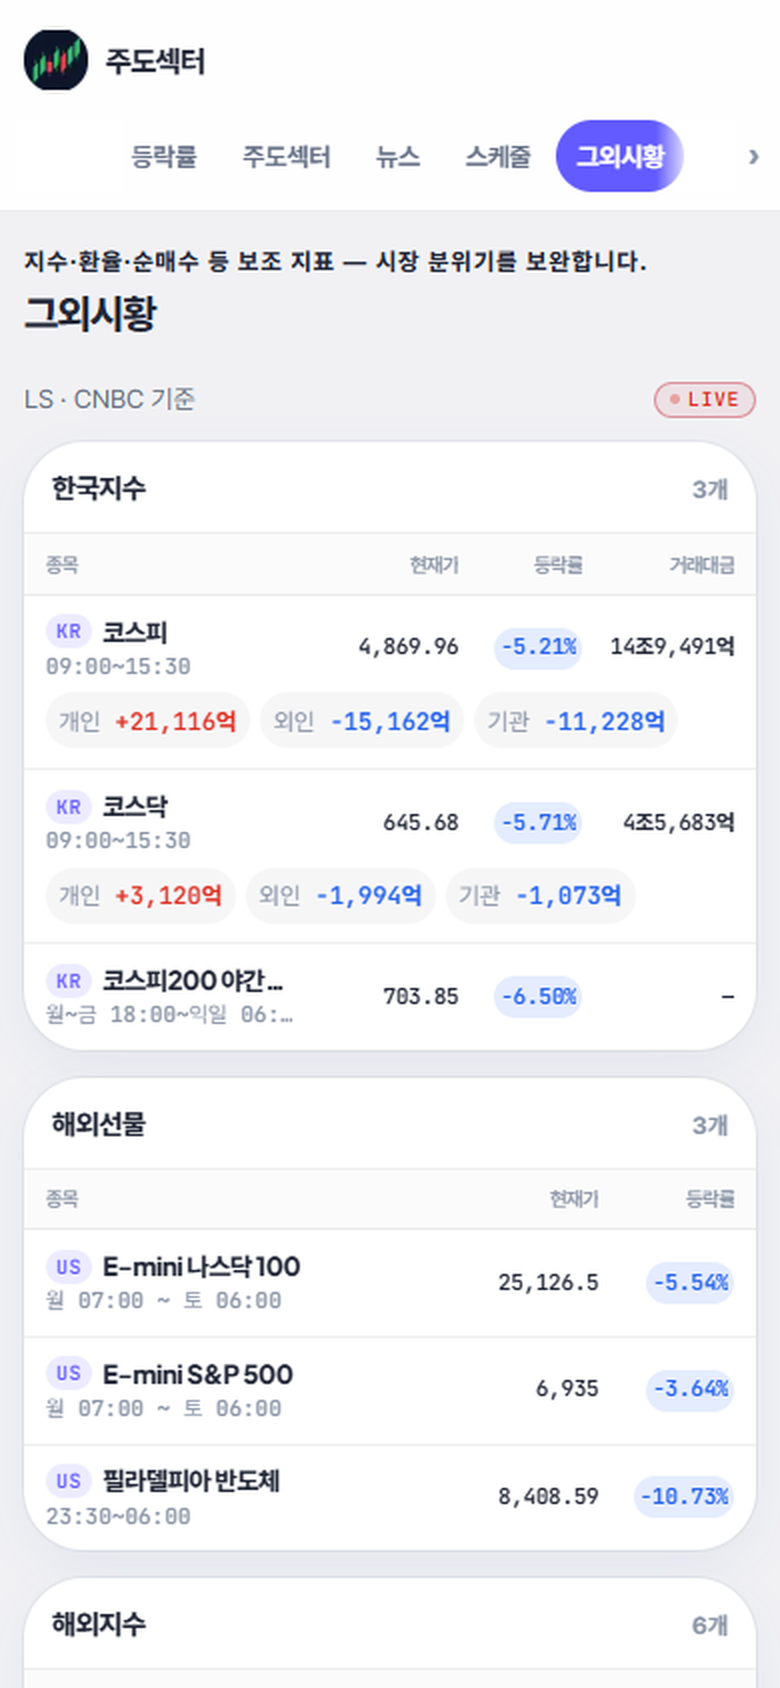 주도섹터
등락률 주도섹터 뉴스 스케줄 그외시황 ›
지수·환율·순매수 등 보조 지표 — 시장 분위기를 보완합니다.
그외시황
LS · CNBC 기준 LIVE
한국지수 3개
종목 현재가 등락률 거래대금
KR 코스피 4,869.96 -5.21% 14조9,491억
09:00~15:30
개인 +21,116억 외인 -15,162억 기관 -11,228억
KR 코스닥 645.68 -5.71% 4조5,683억
09:00~15:30
개인 +3,120억 외인 -1,994억 기관 -1,073억
KR 코스피200 야간... 703.85 -6.50% –
월~금 18:00~익일 06:...
해외선물 3개
종목 현재가 등락률
US E-mini 나스닥 100 25,126.5 -5.54%
월 07:00 ~ 토 06:00
US E-mini S&P 500 6,935 -3.64%
월 07:00 ~ 토 06:00
US 필라델피아 반도체 8,408.59 -10.73%
23:30~06:00
해외지수 6개